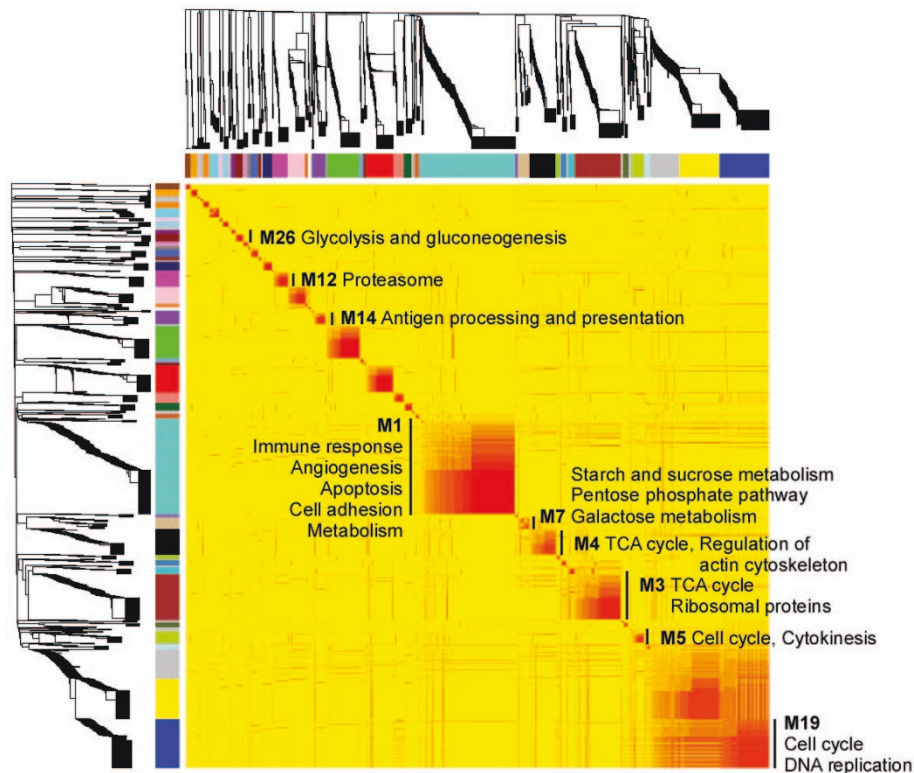 M26 Glycolysis and gluconeogenesis
M12 Proteasome
M14 Antigen processing and presentation
M1
Immune response
Angiogenesis
Apoptosis
Cell adhesion
Metabolism
Starch and sucrose metabolism
Pentose phosphate pathway
M7 Galactose metabolism
M4 TCA cycle, Regulation of
actin cytoskeleton
M3 TCA cycle
Ribosomal proteins
M5 Cell cycle, Cytokinesis
M19
Cell cycle
DNA replication